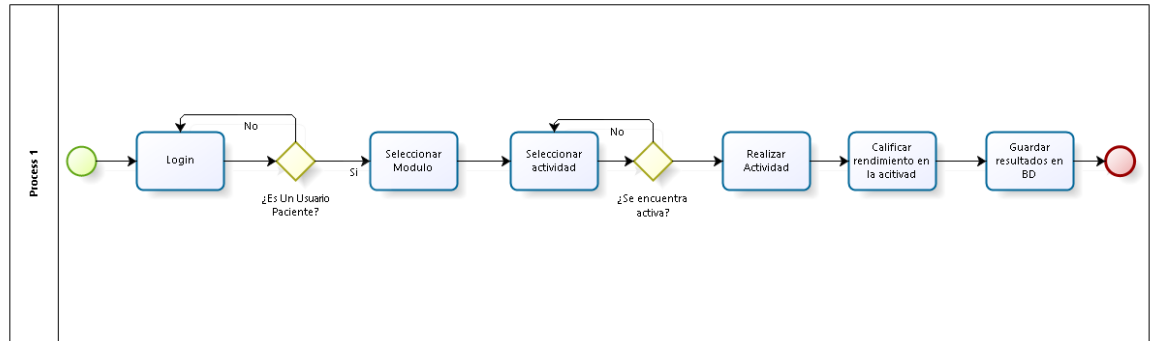 Process 1
No
Login
¿Es Un Usuario
Paciente?
Si
Seleccionar
Modulo
No
Seleccionar
actividad
¿Se encuentra
activa?
Realizar
Actividad
Calificar
rendimiento en
la acitivad
Guardar
resultados en
BD